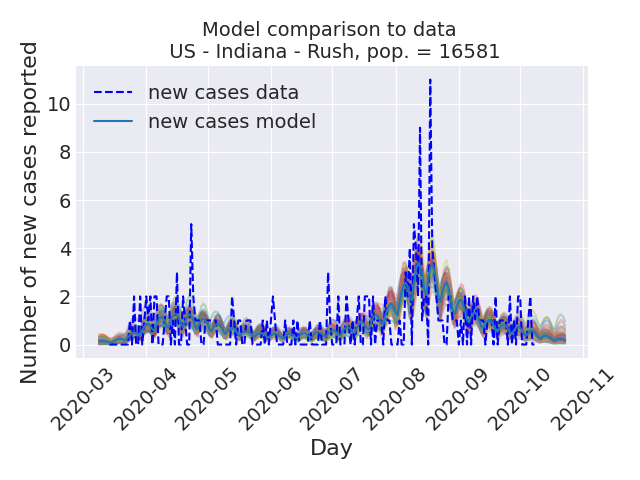 Model comparison to data
US - Indiana - Rush, pop. = 16581
Number of new cases reported
10
8
6
4
2
0
new cases data
new cases model
2020-03
2020-04
2020-05
2020-06
2020-07
2020-08
2020-09
2020-10
2020-11
Day